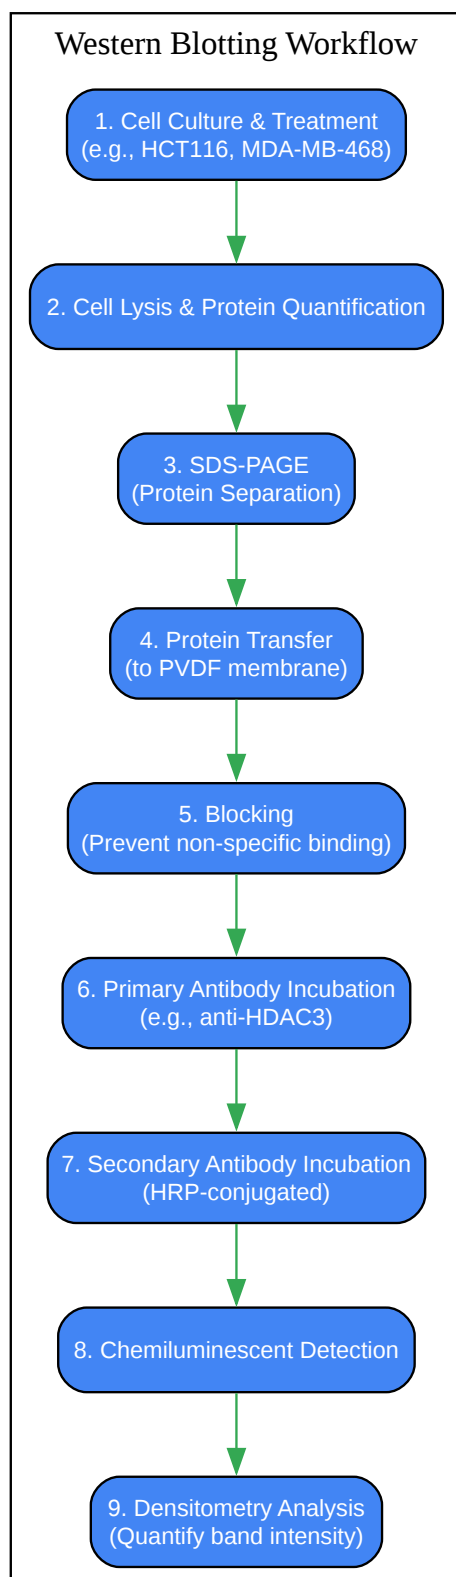 Western Blotting Workflow
1. Cell Culture & Treatment
(e.g., HCT116, MDA-MB-468)
2. Cell Lysis & Protein Quantification
3. SDS-PAGE
(Protein Separation)
4. Protein Transfer
(to PVDF membrane)
5. Blocking
(Prevent non-specific binding)
6. Primary Antibody Incubation
(e.g., anti-HDAC3)
7. Secondary Antibody Incubation
(HRP-conjugated)
8. Chemiluminescent Detection
9. Densitometry Analysis
(Quantify band intensity)